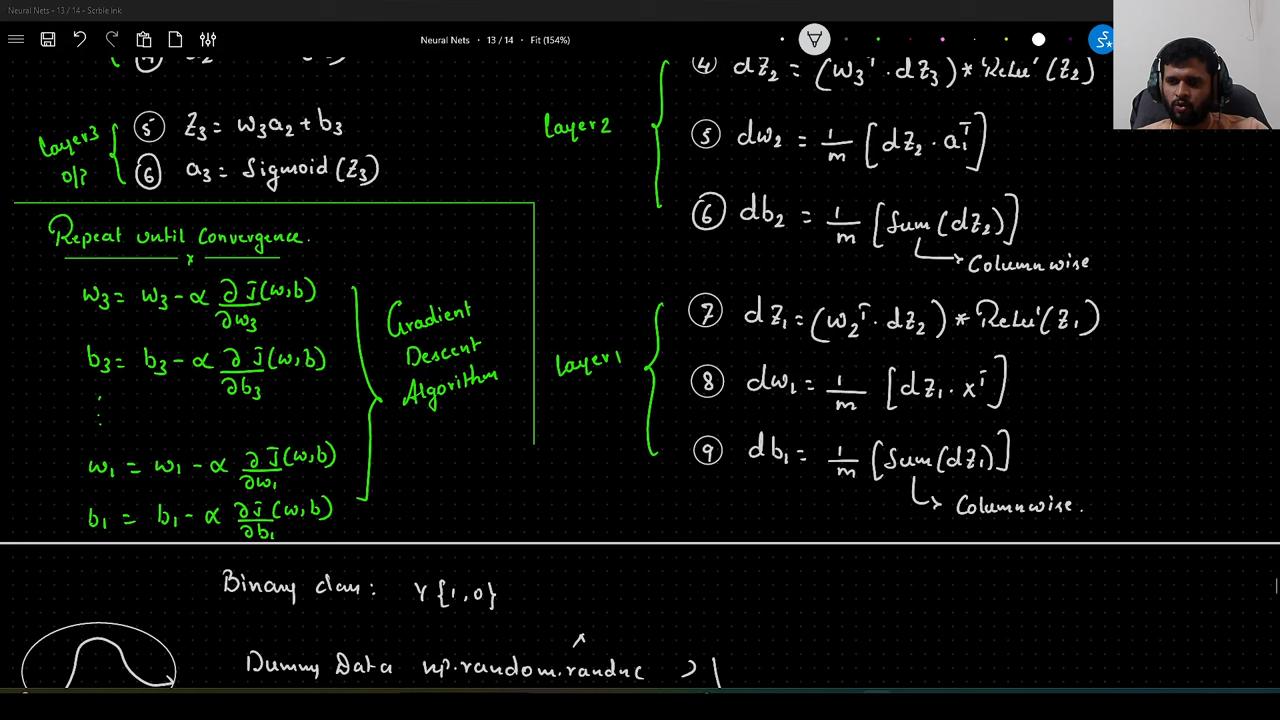 Neural Nets - 13 / 14 - Scrble Ink
Neural Nets • 13 / 14 • Fit (154%)
Layer3
O/P
⑤ Z3 = w3a2 + b3
⑥ a3 = Sigmoid(Z3)
Repeat until Convergence.
w3 = w3 - α ∂J(w,b)/∂w3
b3 = b3 - α ∂J(w,b)/∂b3
⋮
w1 = w1 - α ∂J(w,b)/∂w1
b1 = b1 - α ∂J(w,b)/∂b1
Gradient
Descent
Algorithm
Layer2
④ dZ2 = (w3ᵀ · dZ3) * Relu'(Z2)
⑤ dw2 = 1/m [dZ2 · a1ᵀ]
⑥ db2 = 1/m [Sum(dZ2)]
Columnwise
Layer1
⑦ dZ1 = (w2ᵀ · dZ2) * Relu'(Z1)
⑧ dw1 = 1/m [dZ1 · xᵀ]
⑨ db1 = 1/m [Sum(dZ1)]
Columnwise.
Binary clan: Y{1,0}
Dummy Data np.random.randn(